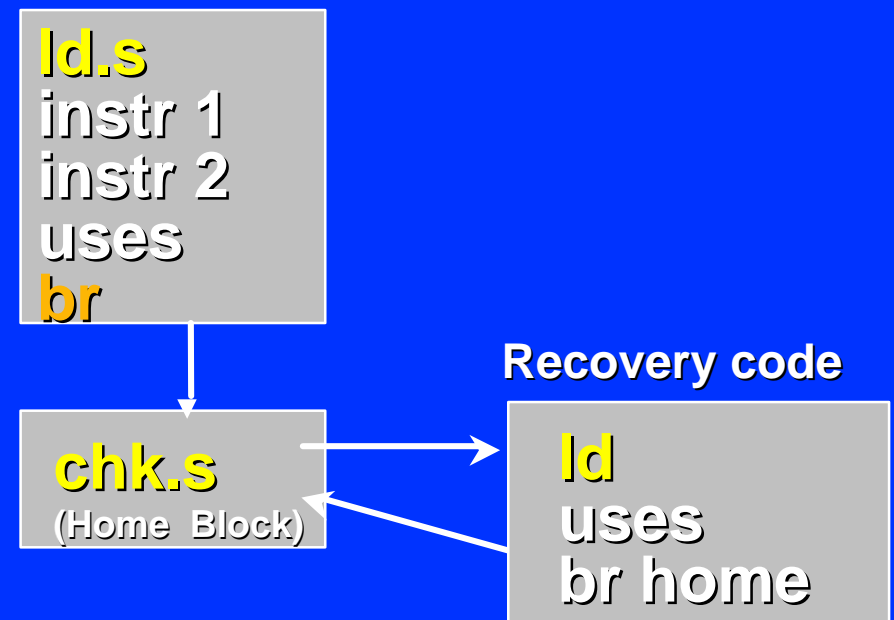 ld.s
instr 1
instr 2
uses
br
chk.s
(Home Block)
Recovery code
ld
uses
br home